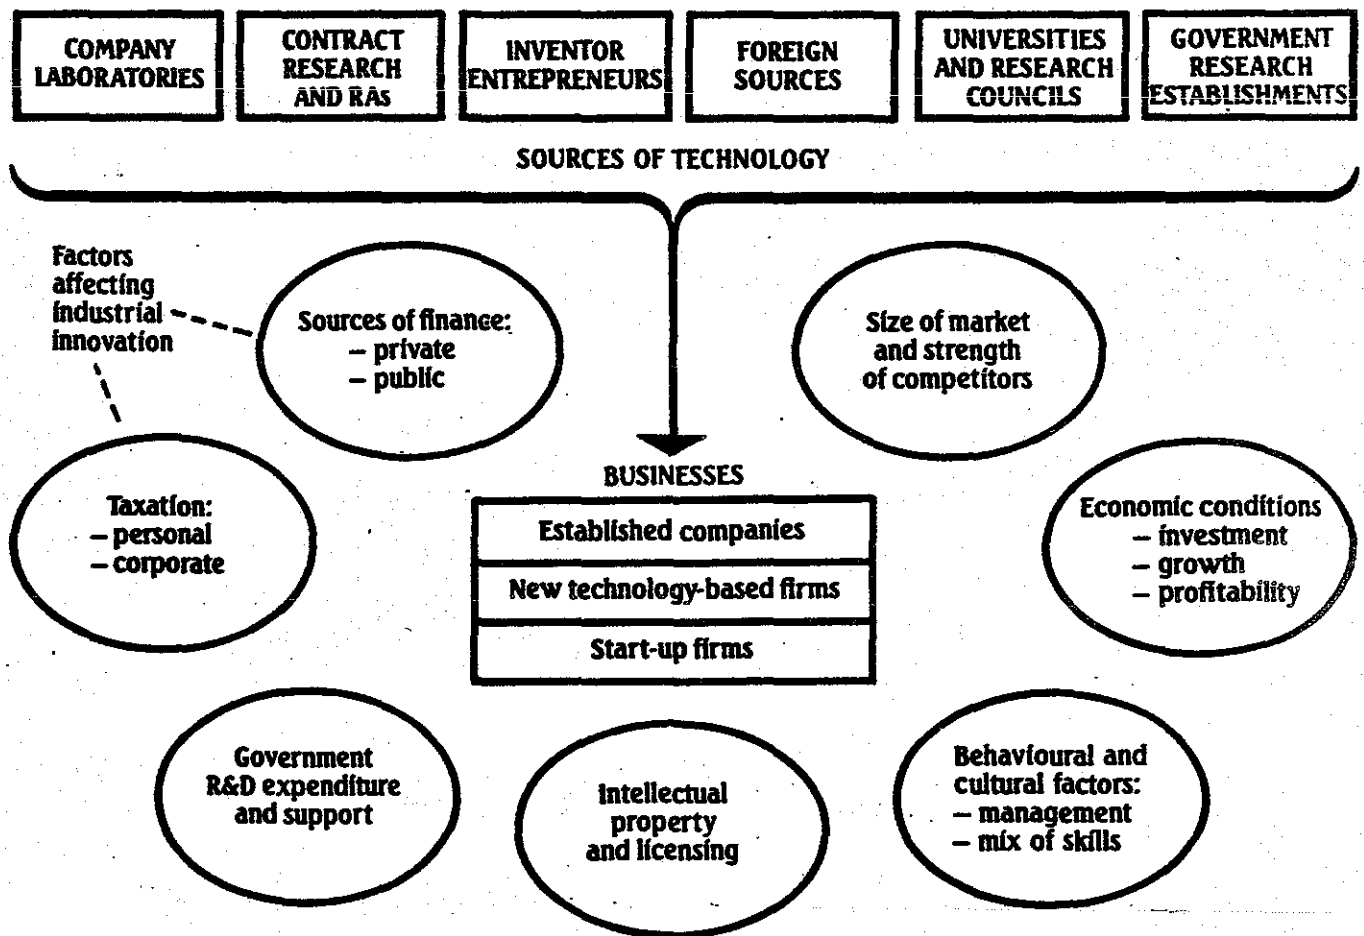 COMPANY
LABORATORIES
CONTRACT
RESEARCH
AND RAs
INVENTOR
ENTREPRENEURS
FOREIGN
SOURCES
UNIVERSITIES
AND RESEARCH
COUNCILS
GOVERNMENT
RESEARCH
ESTABLISHMENTS
SOURCES OF TECHNOLOGY
Factors
affecting
industrial
innovation
Sources of finance:
– private
– public
Size of market
and strength
of competitors
Taxation:
– personal
– corporate
BUSINESSES
Established companies
New technology-based firms
Start-up firms
Economic conditions
– investment
– growth
– profitability
Government
R&D expenditure
and support
Intellectual
property
and licensing
Behavioural and
cultural factors:
– management
– mix of skills